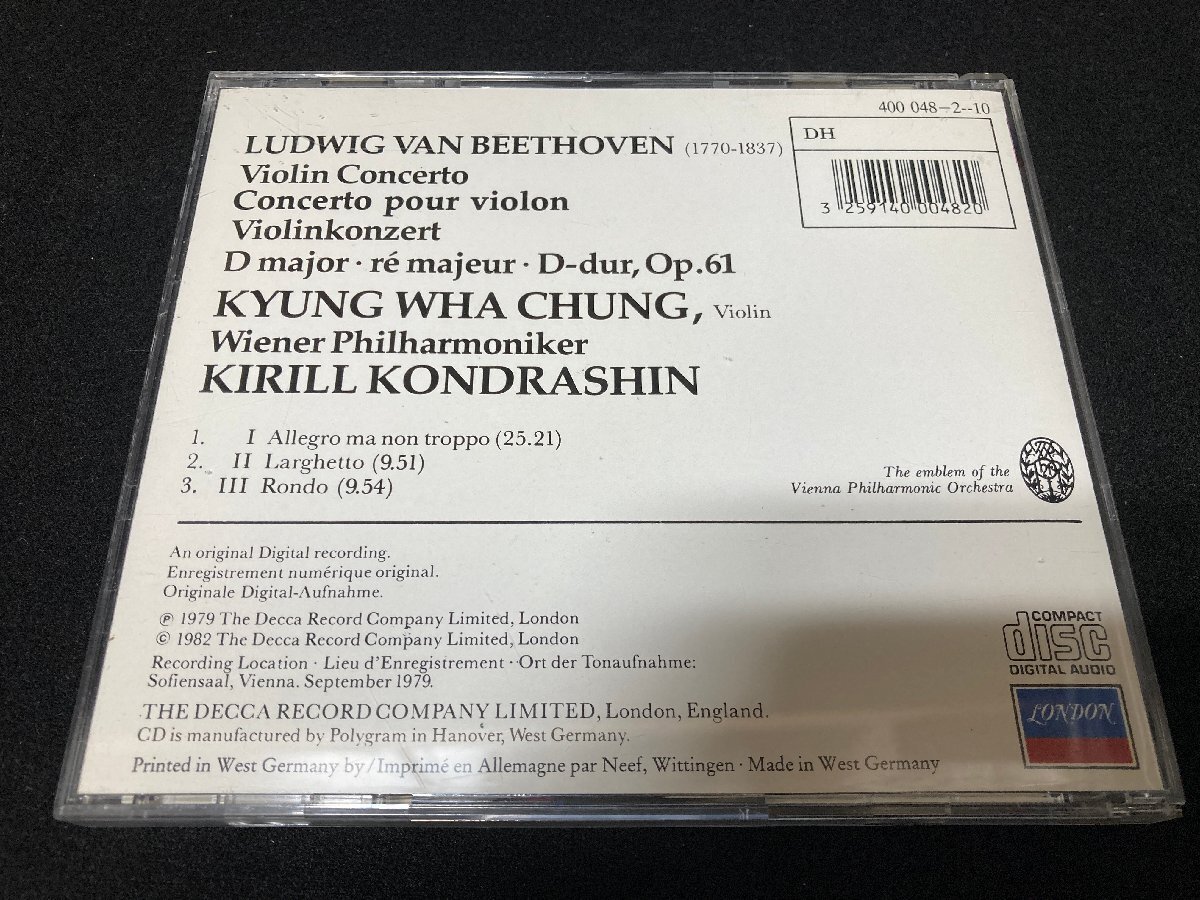 400 048-2--10
DH
3 259140 004820
LUDWIG VAN BEETHOVEN (1770-1837)
Violin Concerto
Concerto pour violon
Violinkonzert
D major · ré majeur · D-dur, Op.61
KYUNG WHA CHUNG, Violin
Wiener Philharmoniker
KIRILL KONDRASHIN
1. I Allegro ma non troppo (25.21)
2. II Larghetto (9.51)
3. III Rondo (9.54)
The emblem of the
Vienna Philharmonic Orchestra
An original Digital recording.
Enregistrement numérique original.
Originale Digital-Aufnahme.
℗ 1979 The Decca Record Company Limited, London
© 1982 The Decca Record Company Limited, London
Recording Location · Lieu d'Enregistrement · Ort der Tonaufnahme:
Sofiensaal, Vienna. September 1979.
THE DECCA RECORD COMPANY LIMITED, London, England.
CD is manufactured by Polygram in Hanover, West Germany.
Printed in West Germany by/Imprimé en Allemagne par Neef, Wittingen · Made in West Germany
COMPACT
disc
DIGITAL AUDIO
LONDON